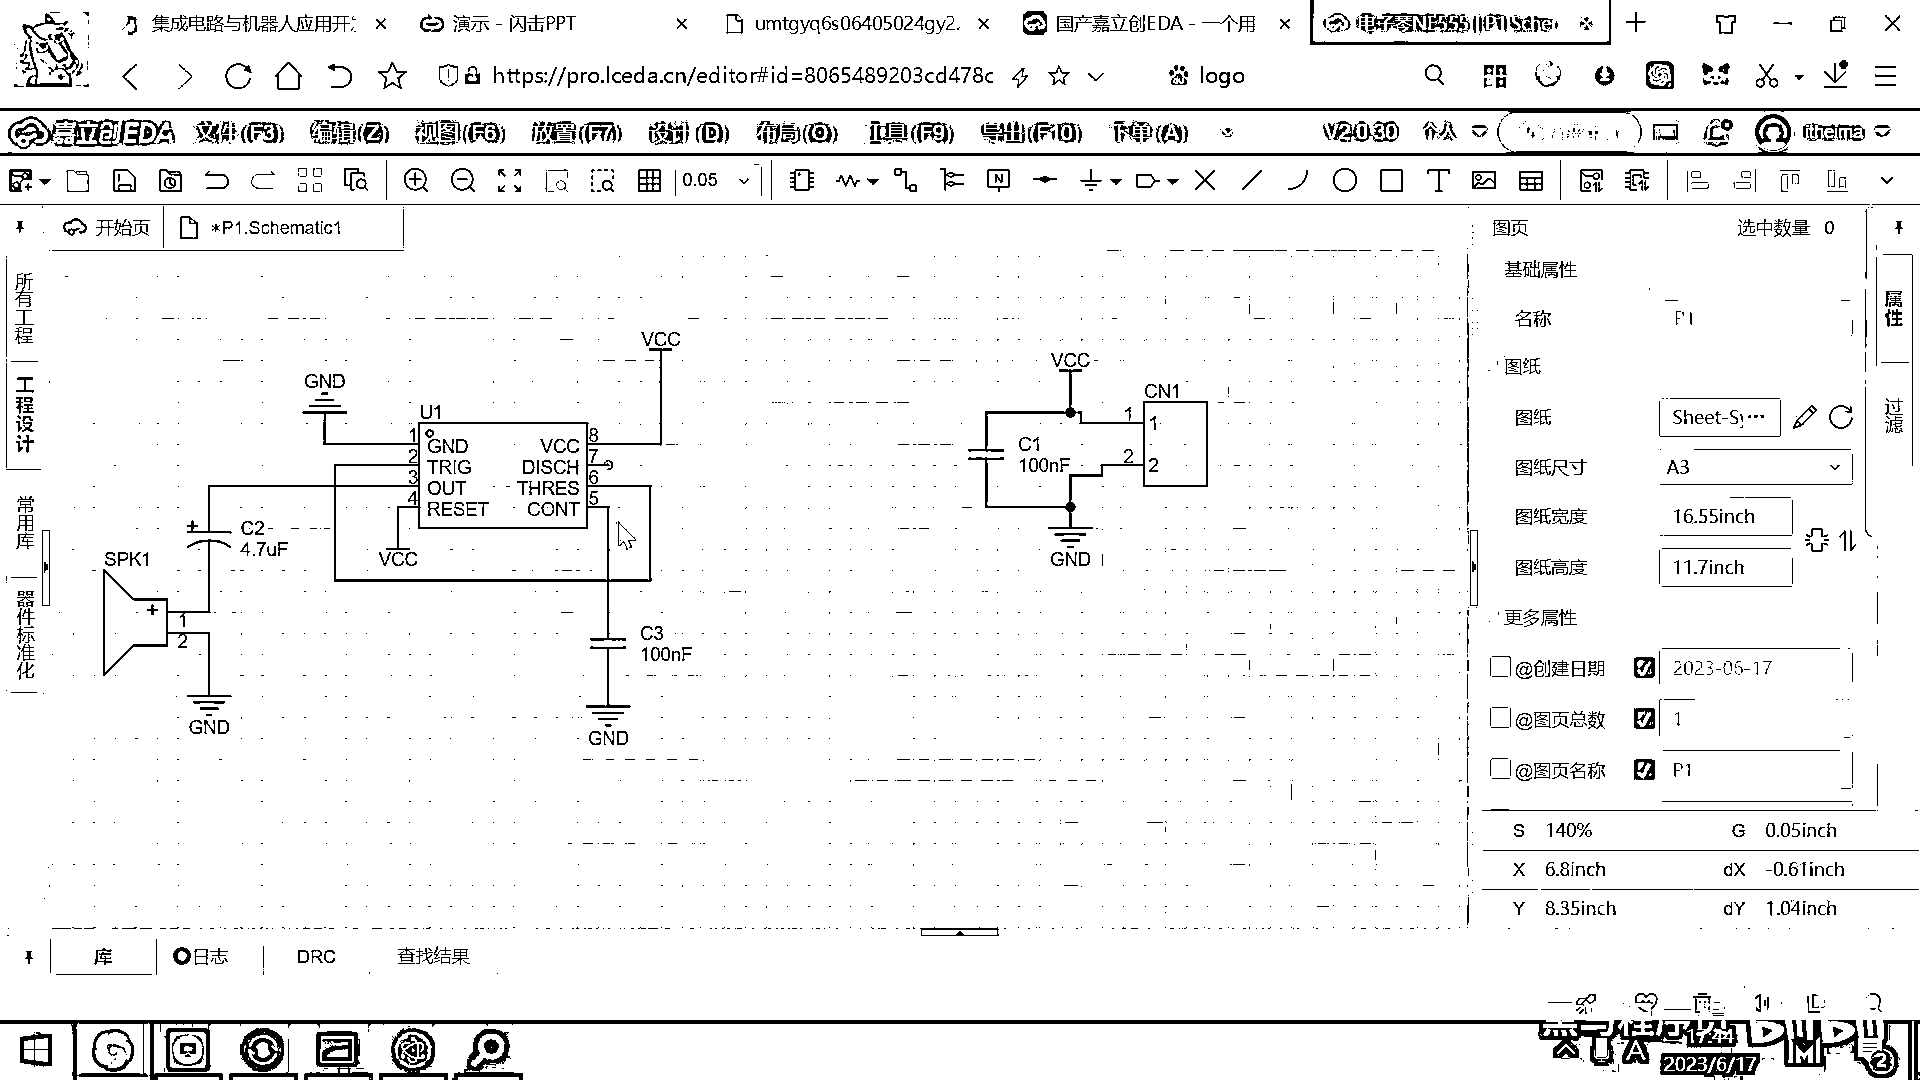 集成电路与机器人应用开发
演示 - 闪击PPT
umtgyq6s06405024gy2.
国产嘉立创EDA - 一个用
https://pro.lceda.cn/editor#id=8065489203cd478c
logo
嘉立创EDA 文件(F3) 编辑(Z) 视图(F6) 放置(F7) 设计(D) 布局(O) 工具(F9) 导出(F10) 下单(A)
V2.0.30 个人
itheima
0.05
开始页
*P1.Schematic1
图页 选中数量 0
所有工程
工程设计
常用库
器件标准化
属性
过滤
基础属性
名称 P1
图纸
图纸 Sheet-Sy···
图纸尺寸 A3
图纸宽度 16.55inch
图纸高度 11.7inch
更多属性
@创建日期 2023-06-17
@图页总数 1
@图页名称 P1
S 140% G 0.05inch
X 6.8inch dX -0.61inch
Y 8.35inch dY 1.04inch
VCC
GND
U1
1 GND VCC 8
2 TRIG DISCH 7
3 OUT THRES 6
4 RESET CONT 5
VCC
C2
4.7uF
SPK1
+
1
2
GND
C3
100nF
GND
VCC
CN1
1 1
2 2
C1
100nF
GND
库 日志 DRC 查找结果
17:44
2023/6/17